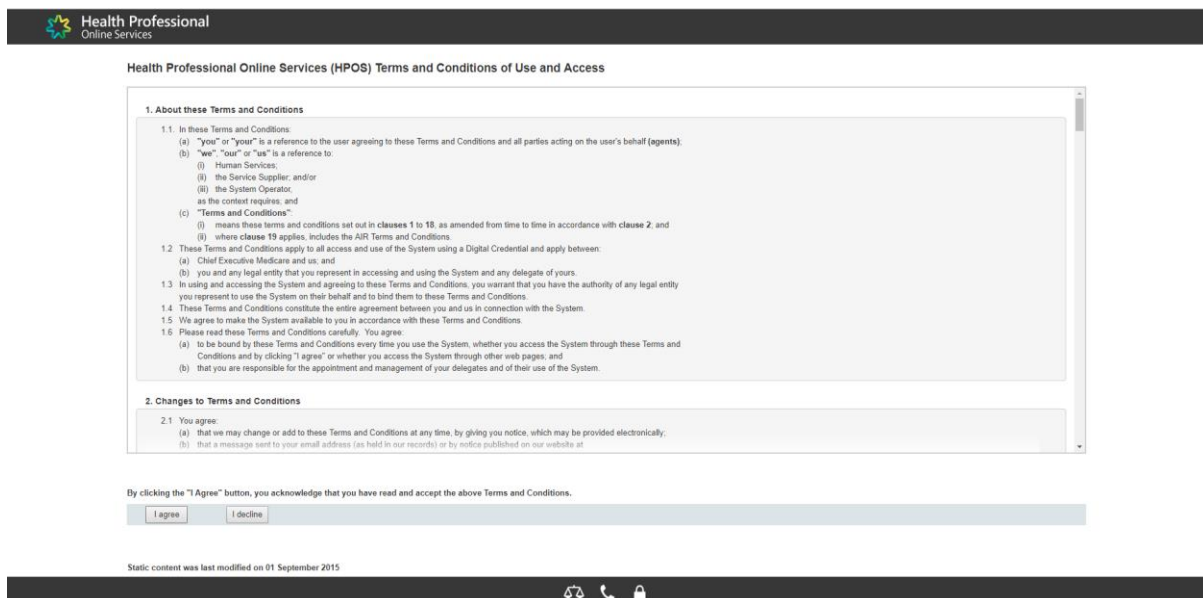 Health Professional
Online Services
Health Professional Online Services (HPOS) Terms and Conditions of Use and Access
1. About these Terms and Conditions
1.1. In these Terms and Conditions:
(a) "you" or "your" is a reference to the user agreeing to these Terms and Conditions and all parties acting on the user's behalf (agents);
(b) "we", "our" or "us" is a reference to:
(i) Human Services;
(ii) the Service Supplier; and/or
(iii) the System Operator,
as the context requires; and
(c) "Terms and Conditions":
(i) means these terms and conditions set out in clauses 1 to 18, as amended from time to time in accordance with clause 2; and
(ii) where clause 19 applies, includes the AIR Terms and Conditions.
1.2 These Terms and Conditions apply to all access and use of the System using a Digital Credential and apply between:
(a) Chief Executive Medicare and us; and
(b) you and any legal entity that you represent in accessing and using the System and any delegate of yours.
1.3 In using and accessing the System and agreeing to these Terms and Conditions, you warrant that you have the authority of any legal entity
you represent to use the System on their behalf and to bind them to these Terms and Conditions.
1.4 These Terms and Conditions constitute the entire agreement between you and us in connection with the System.
1.5 We agree to make the System available to you in accordance with these Terms and Conditions.
1.6 Please read these Terms and Conditions carefully. You agree:
(a) to be bound by these Terms and Conditions every time you use the System, whether you access the System through these Terms and
Conditions and by clicking "I agree" or whether you access the System through other web pages; and
(b) that you are responsible for the appointment and management of your delegates and of their use of the System.
2. Changes to Terms and Conditions
2.1 You agree:
(a) that we may change or add to these Terms and Conditions at any time, by giving you notice, which may be provided electronically;
(b) that a message sent to your email address (as held in our records) or by notice published on our website at
By clicking the "I Agree" button, you acknowledge that you have read and accept the above Terms and Conditions.
I agree I decline
Static content was last modified on 01 September 2015